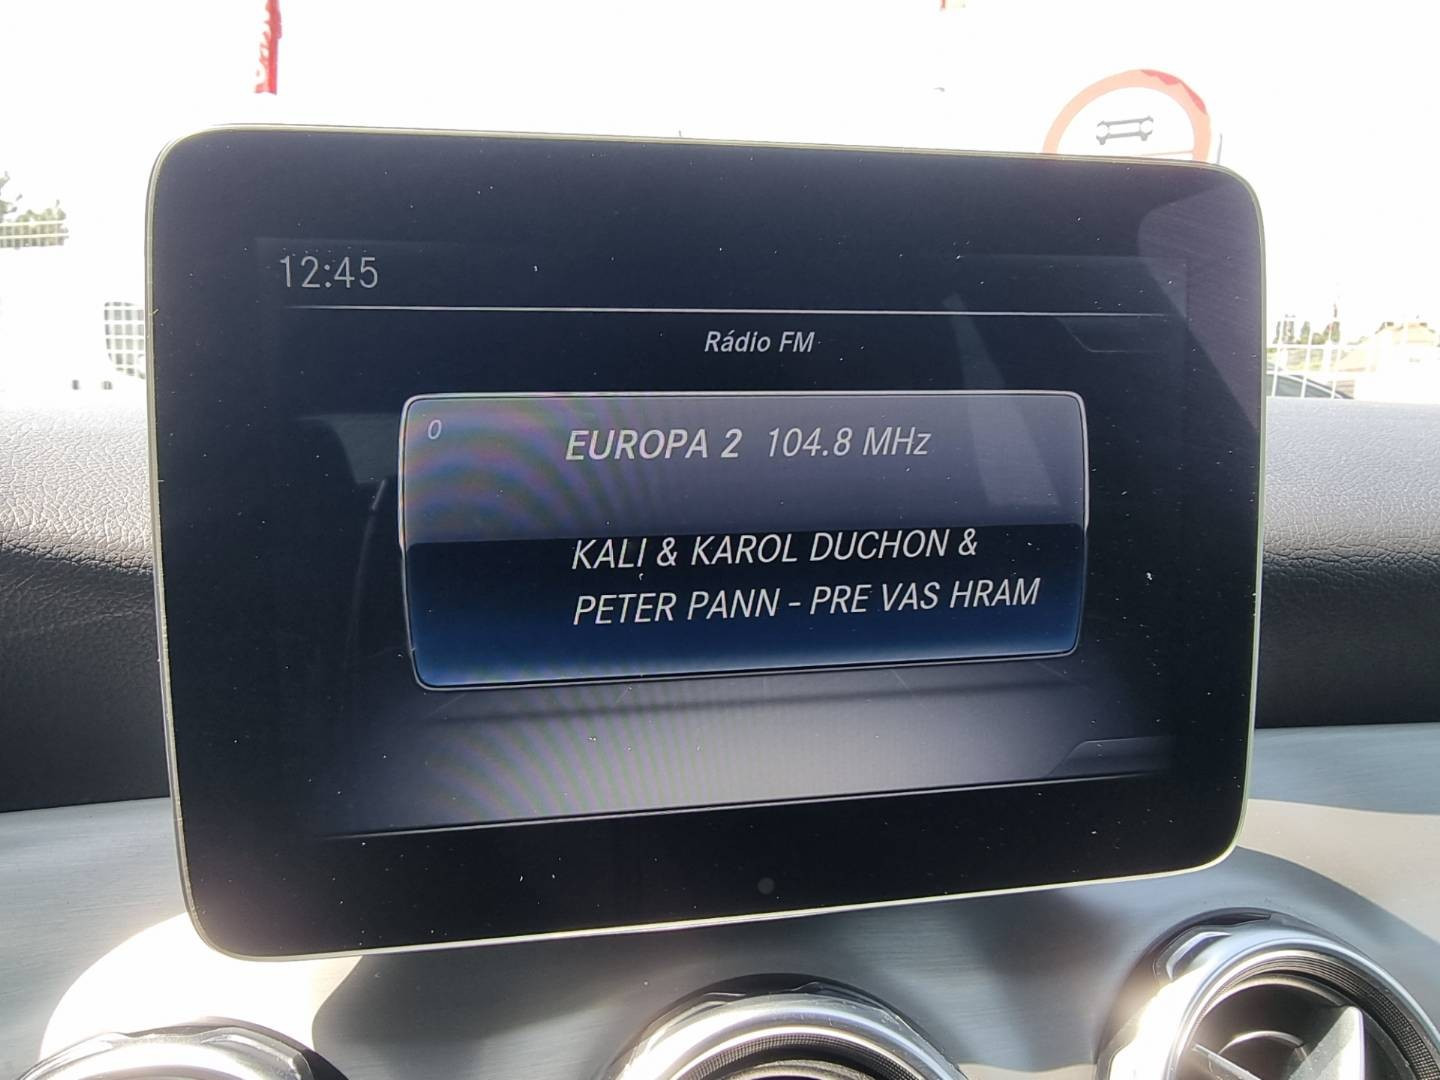 12:45
Rádio FM
0
EUROPA 2 104.8 MHz
KALI & KAROL DUCHON &
PETER PANN - PRE VAS HRAM